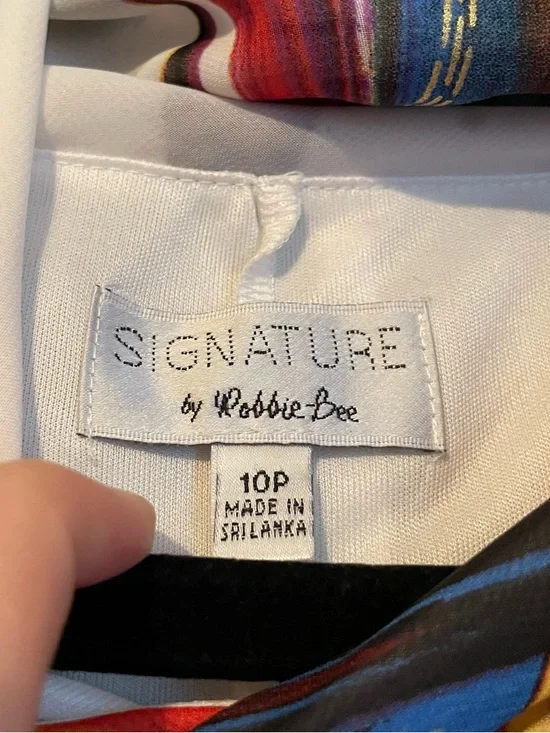 SIGNATURE
by Robbie-Bee
10P
MADE IN
SRILANKA